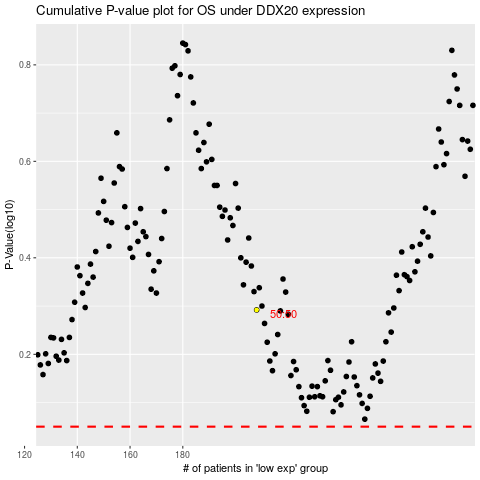 Cumulative P-value plot for OS under DDX20 expression
P-Value(log10)
0.8
0.6
0.4
0.2
50:50
120 140 160 180
# of patients in 'low exp' group